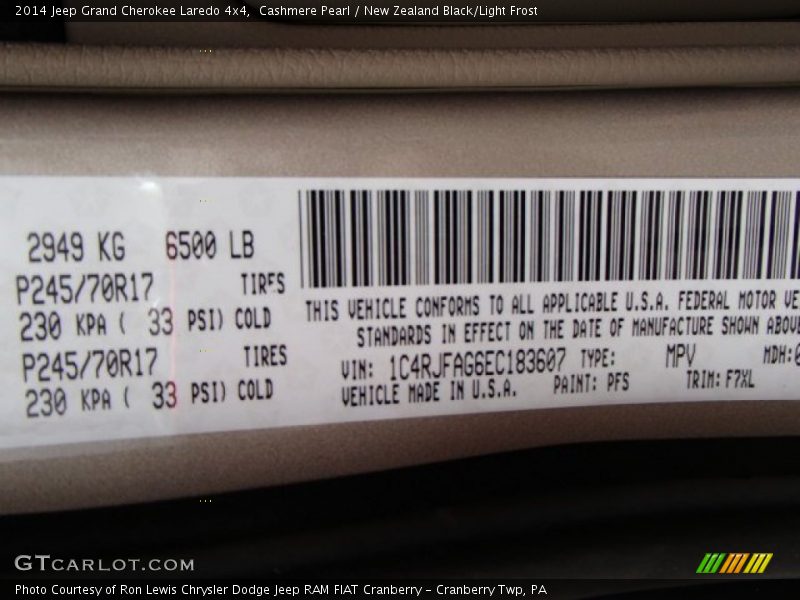 2014 Jeep Grand Cherokee Laredo 4x4,  Cashmere Pearl / New Zealand Black/Light Frost
2949 KG   6500 LB
P245/70R17   TIRES
230 KPA ( 33 PSI) COLD
P245/70R17   TIRES
230 KPA ( 33 PSI) COLD
THIS VEHICLE CONFORMS TO ALL APPLICABLE U.S.A. FEDERAL MOTOR VE
STANDARDS IN EFFECT ON THE DATE OF MANUFACTURE SHOWN ABOVE
VIN: 1C4RJFAG6EC183607 TYPE:   MPV   MDH:0
VEHICLE MADE IN U.S.A.   PAINT: PFS   TRIM: F7XL
GTCARLOT.COM
Photo Courtesy of Ron Lewis Chrysler Dodge Jeep RAM FIAT Cranberry – Cranberry Twp, PA